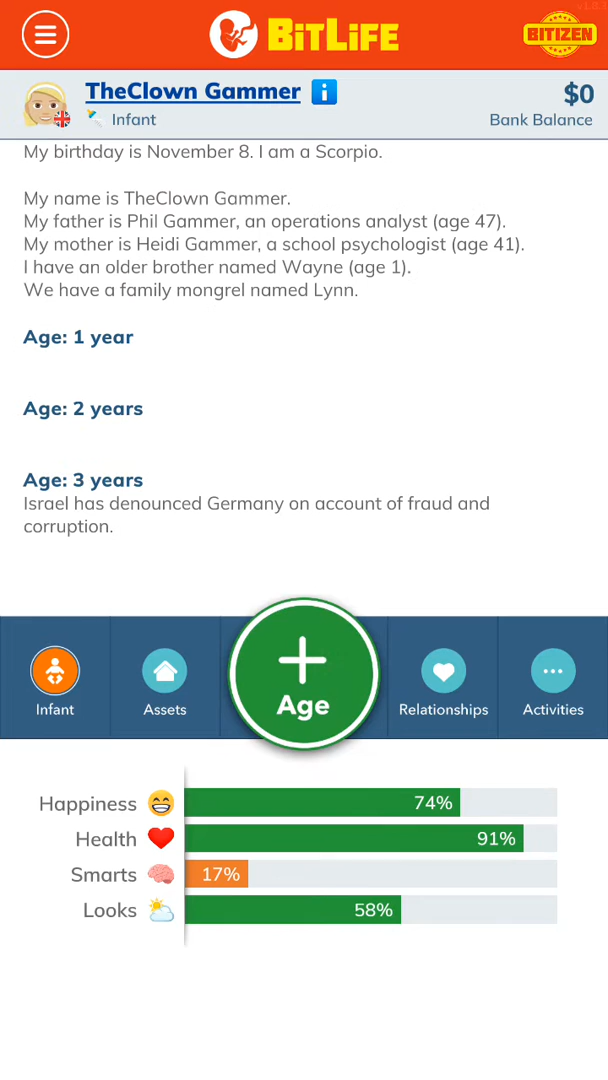 v1.0.1
BiTLiFE
BITIZEN
TheClown Gammer i
$0
Infant
Bank Balance
My birthday is November 8. I am a Scorpio.
My name is TheClown Gammer.
My father is Phil Gammer, an operations analyst (age 47).
My mother is Heidi Gammer, a school psychologist (age 41).
I have an older brother named Wayne (age 1).
We have a family mongrel named Lynn.
Age: 1 year
Age: 2 years
Age: 3 years
Israel has denounced Germany on account of fraud and
corruption.
Infant
Assets
Age
Relationships
Activities
Happiness 74%
Health 91%
Smarts 17%
Looks 58%